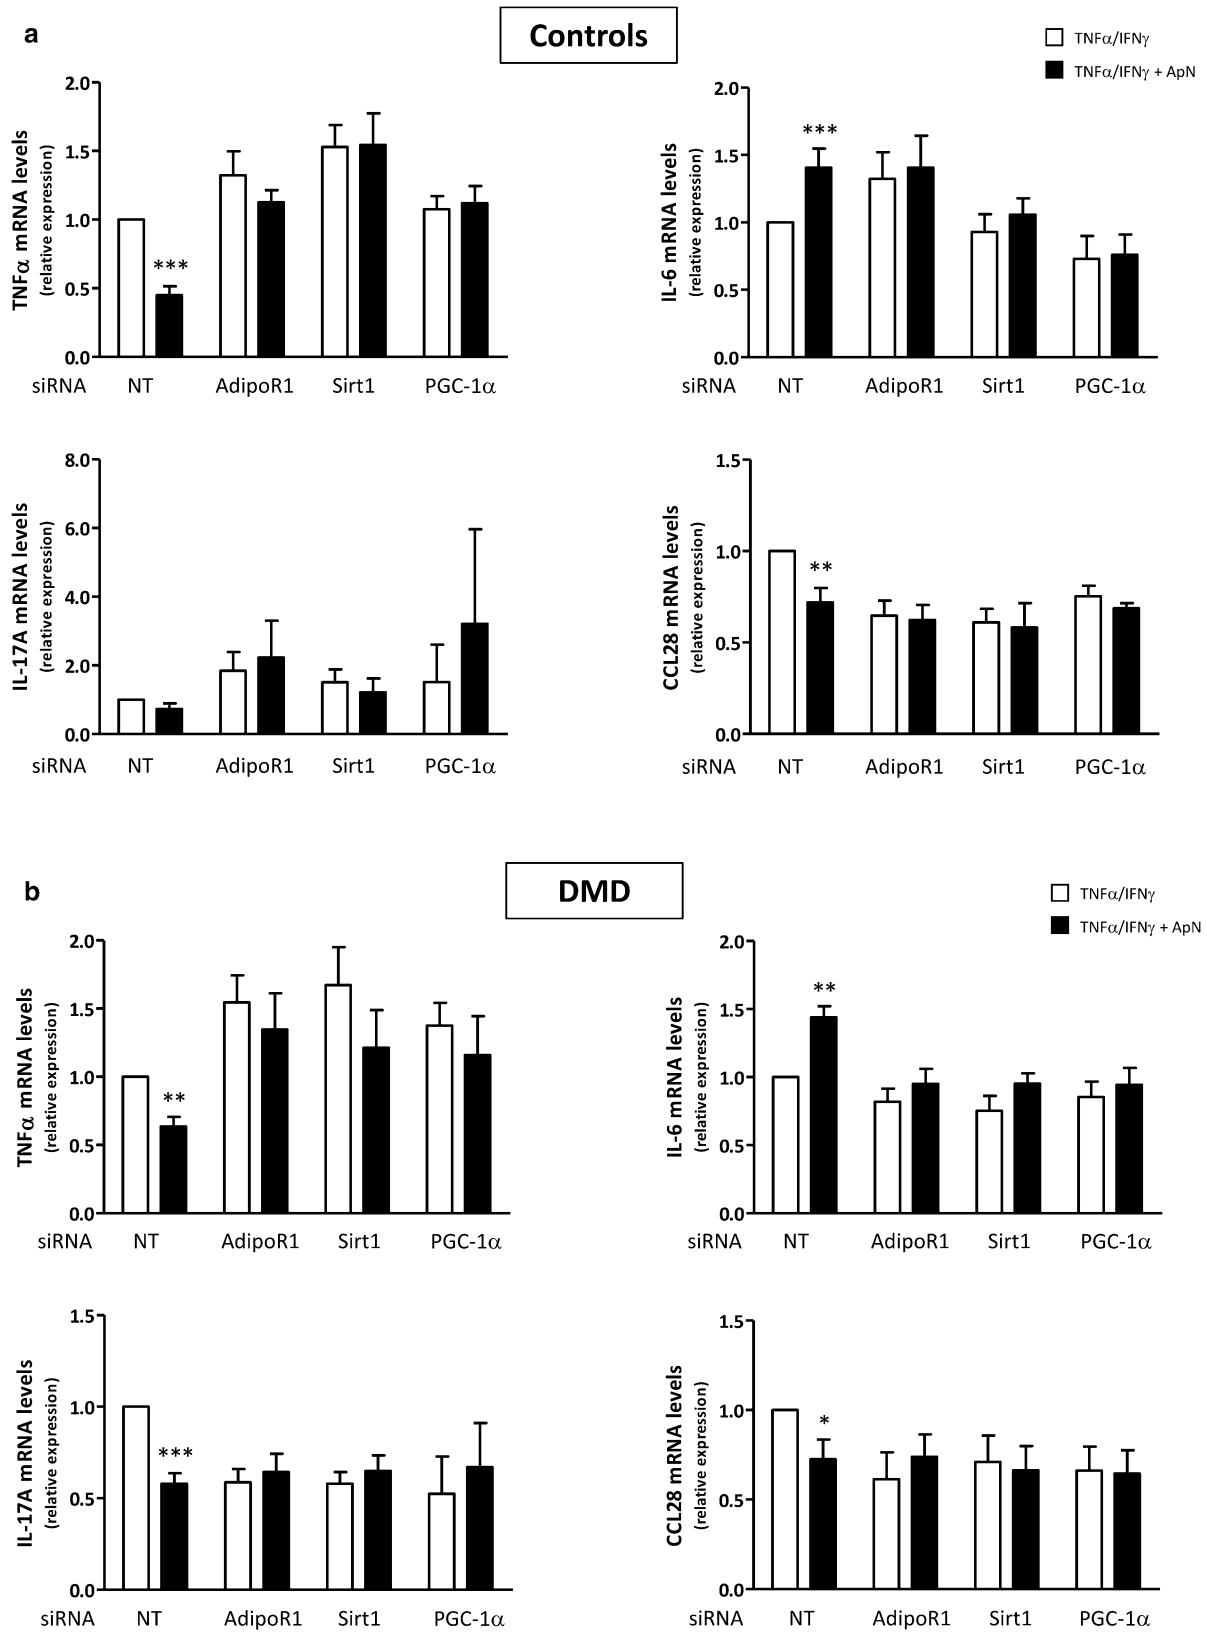 a
Controls
TNFα/IFNγ
TNFα/IFNγ + ApN
TNFα mRNA levels
(relative expression)
2.0
1.5
1.0
0.5
0.0
***
siRNA NT AdipoR1 Sirt1 PGC-1α
IL-6 mRNA levels
(relative expression)
2.0
1.5
1.0
0.5
0.0
***
siRNA NT AdipoR1 Sirt1 PGC-1α
IL-17A mRNA levels
(relative expression)
8.0
6.0
4.0
2.0
0.0
siRNA NT AdipoR1 Sirt1 PGC-1α
CCL28 mRNA levels
(relative expression)
1.5
1.0
0.5
0.0
**
siRNA NT AdipoR1 Sirt1 PGC-1α
b
DMD
TNFα/IFNγ
TNFα/IFNγ + ApN
TNFα mRNA levels
(relative expression)
2.0
1.5
1.0
0.5
0.0
**
siRNA NT AdipoR1 Sirt1 PGC-1α
IL-6 mRNA levels
(relative expression)
2.0
1.5
1.0
0.5
0.0
**
siRNA NT AdipoR1 Sirt1 PGC-1α
IL-17A mRNA levels
(relative expression)
1.5
1.0
0.5
0.0
***
siRNA NT AdipoR1 Sirt1 PGC-1α
CCL28 mRNA levels
(relative expression)
1.5
1.0
0.5
0.0
*
siRNA NT AdipoR1 Sirt1 PGC-1α